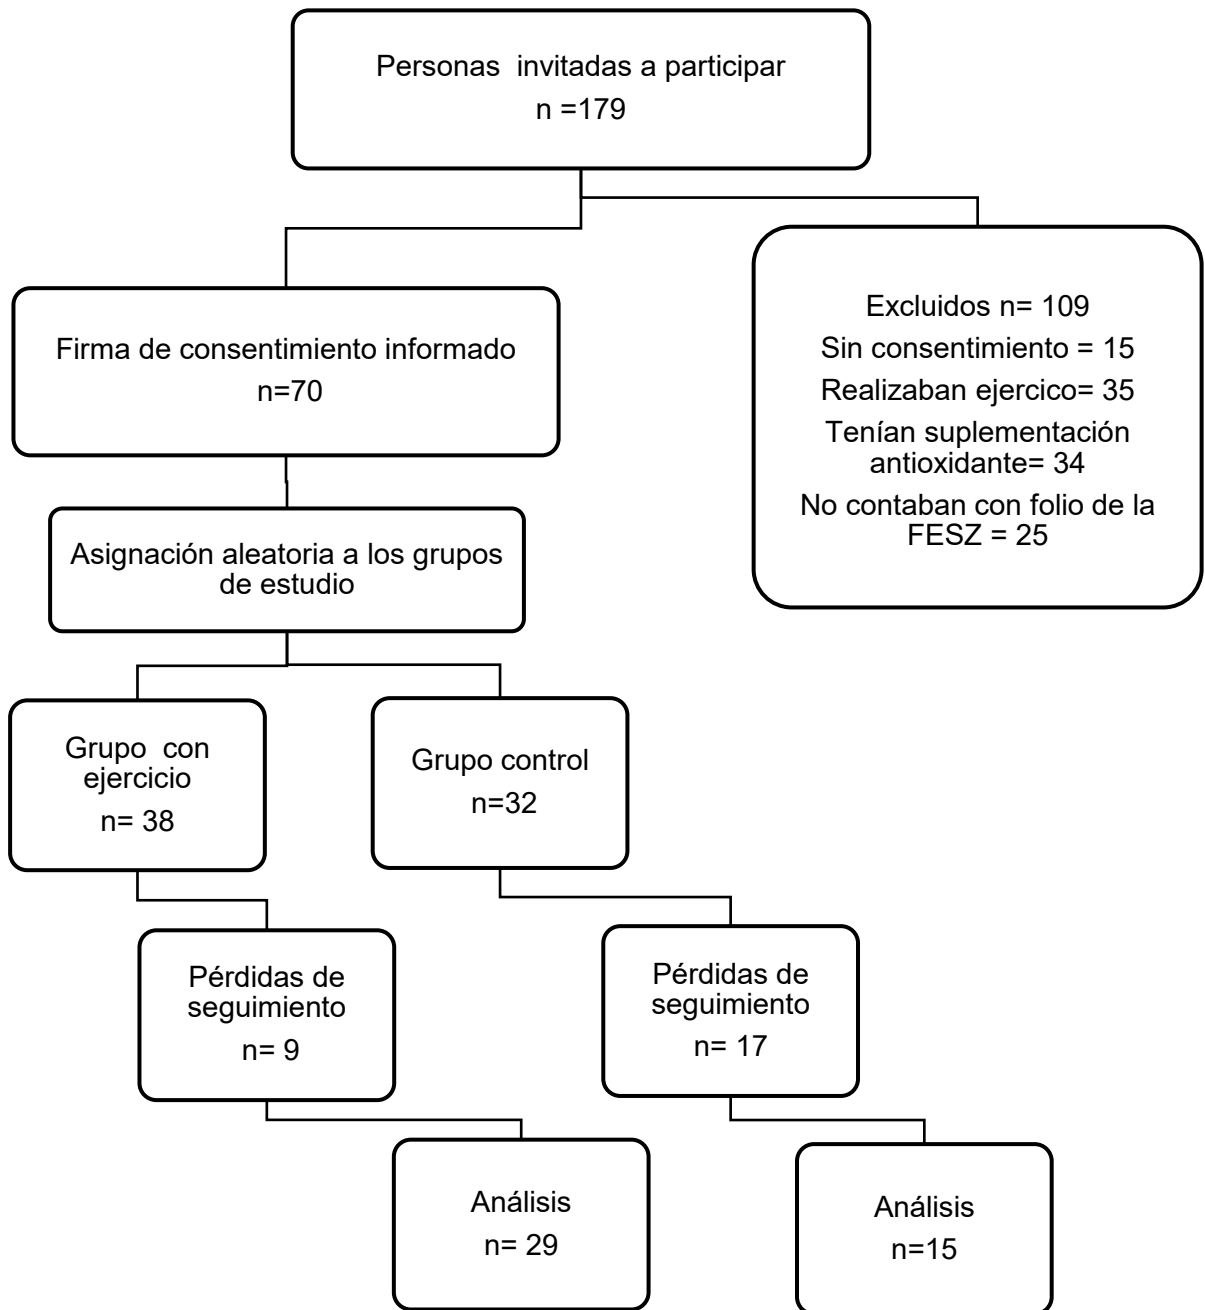 Personas  invitadas a participar
n =179
Firma de consentimiento informado
n=70
Excluidos n= 109
Sin consentimiento = 15
Realizaban ejercico= 35
Tenían suplementación
antioxidante= 34
No contaban con folio de la
FESZ = 25
Asignación aleatoria a los grupos
de estudio
Grupo  con
ejercicio
n= 38
Grupo control
n=32
Pérdidas de
seguimiento
n= 9
Pérdidas de
seguimiento
n= 17
Análisis
n= 29
Análisis
n=15